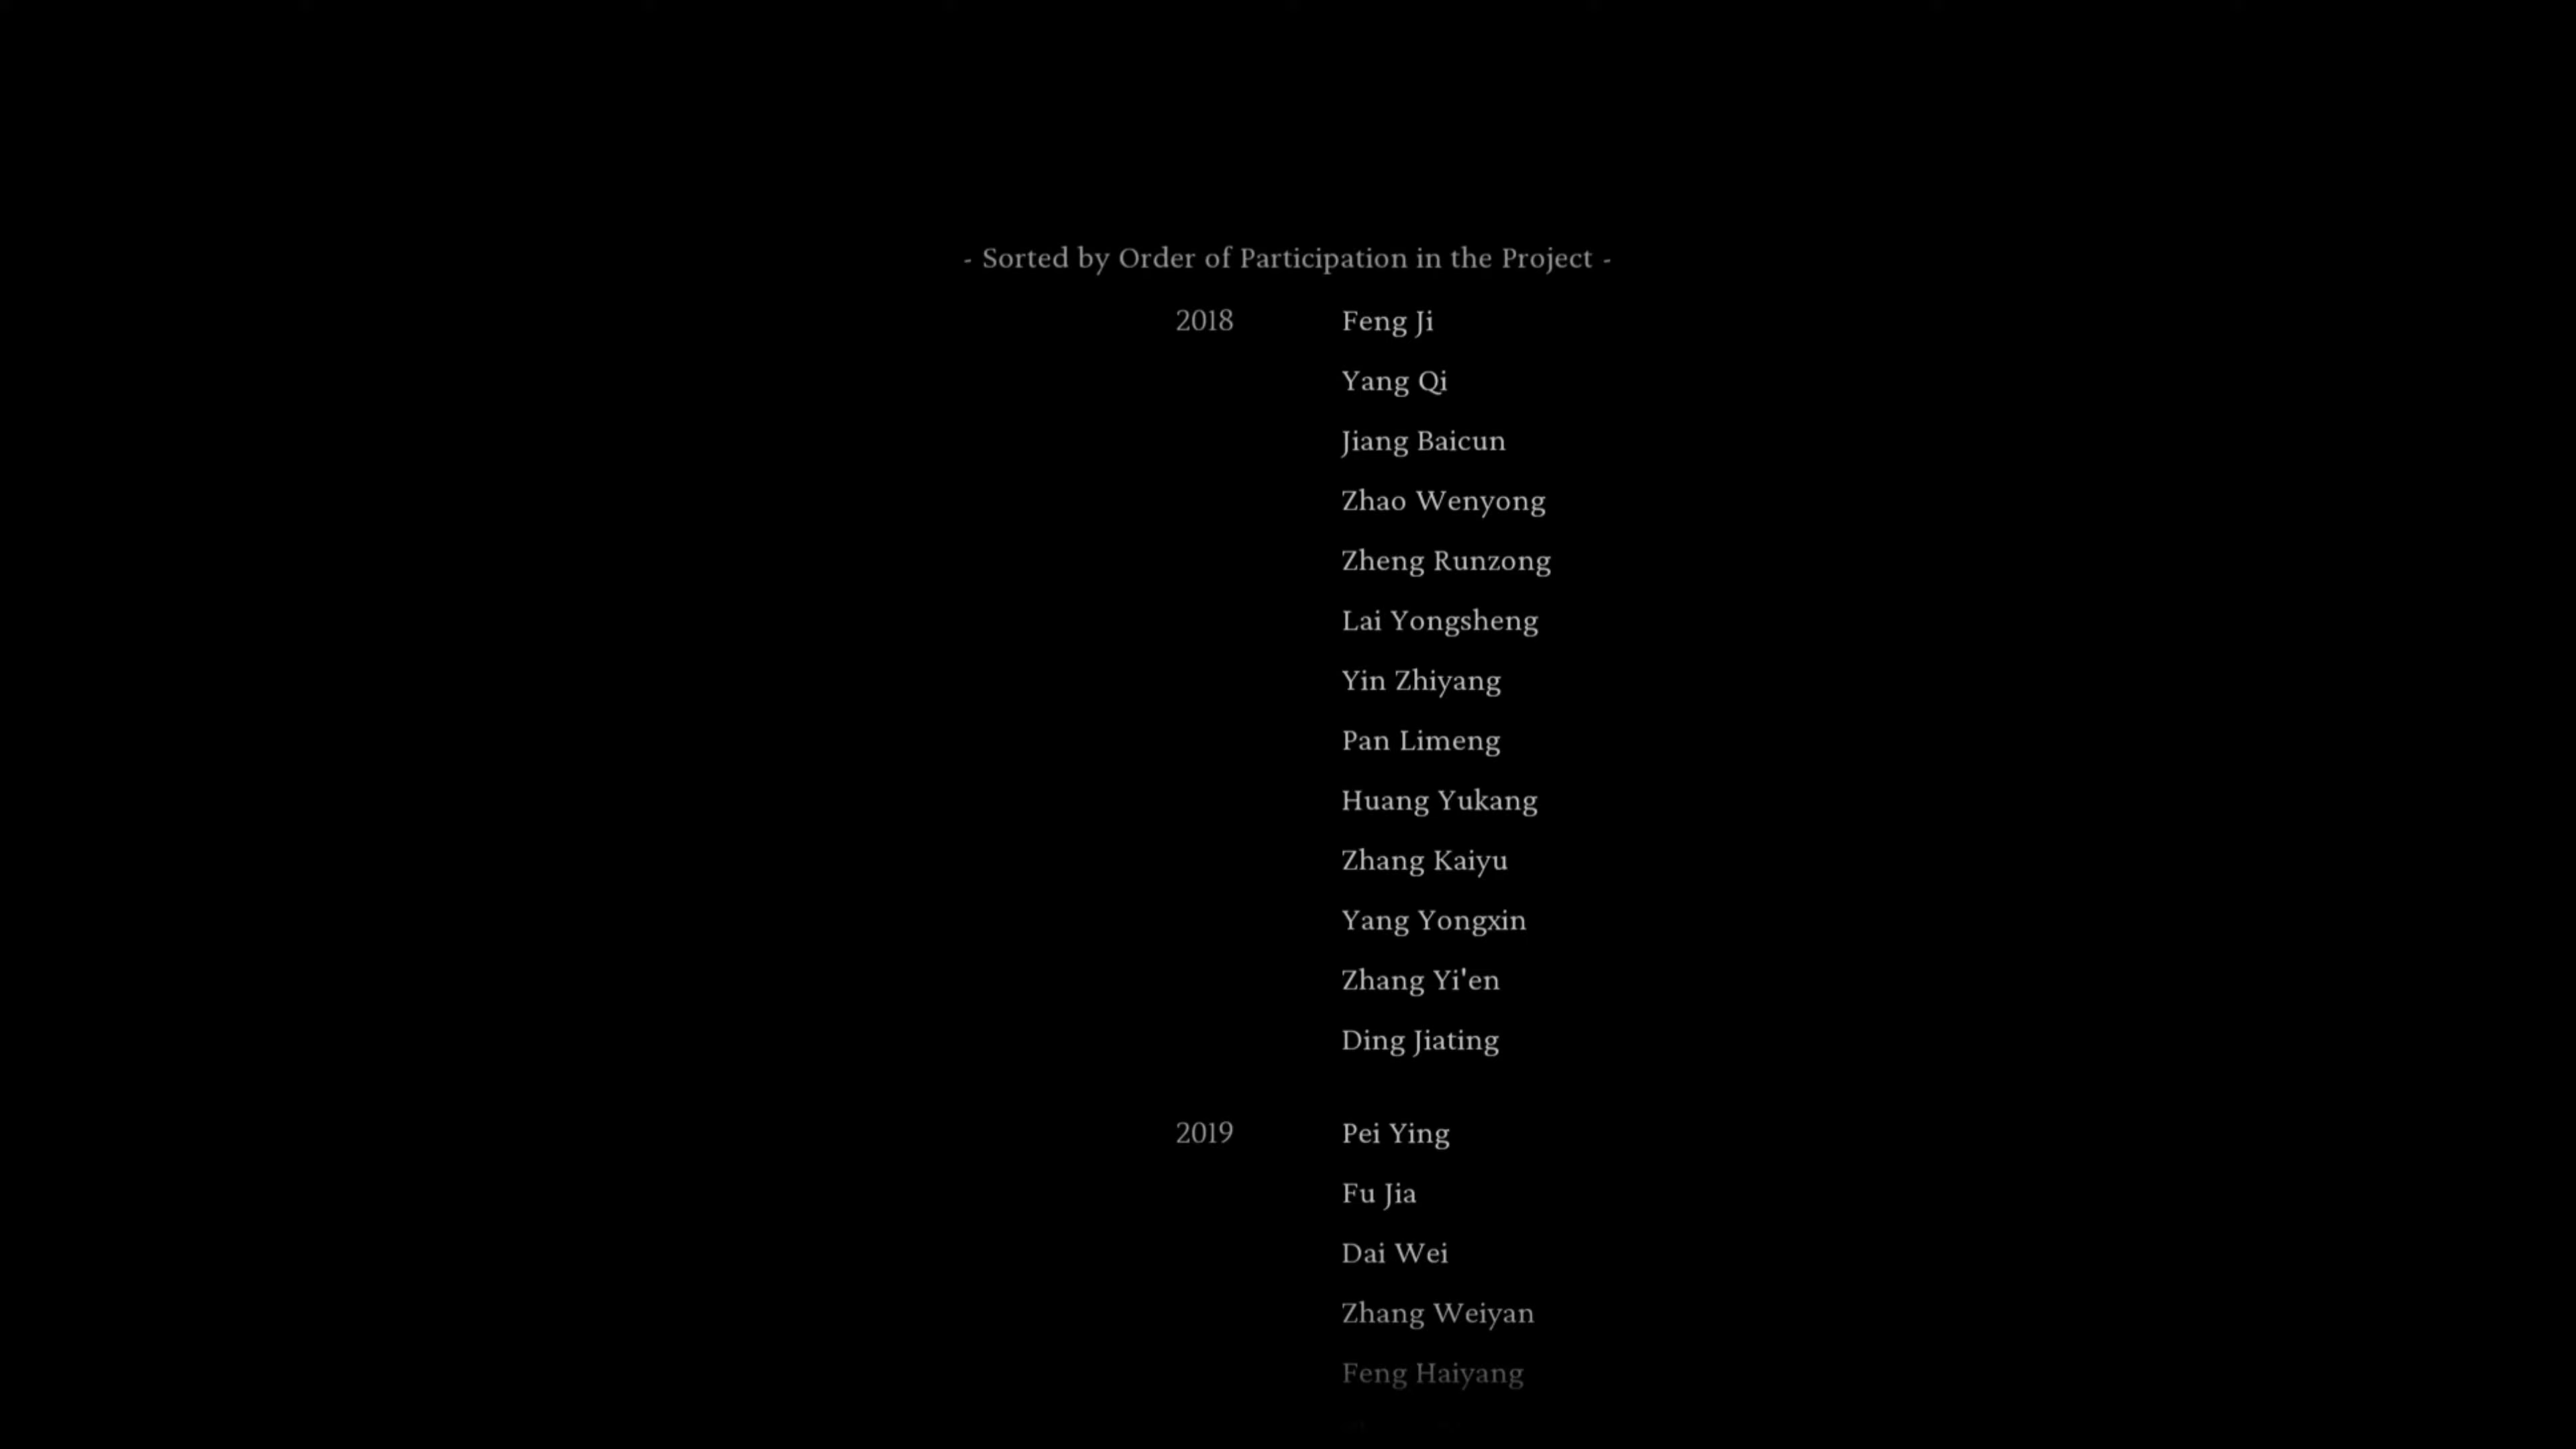 - Sorted by Order of Participation in the Project -
2018 Feng Ji
Yang Qi
Jiang Baicun
Zhao Wenyong
Zheng Runzong
Lai Yongsheng
Yin Zhiyang
Pan Limeng
Huang Yukang
Zhang Kaiyu
Yang Yongxin
Zhang Yi'en
Ding Jiating
2019 Pei Ying
Fu Jia
Dai Wei
Zhang Weiyan
Feng Haiyang